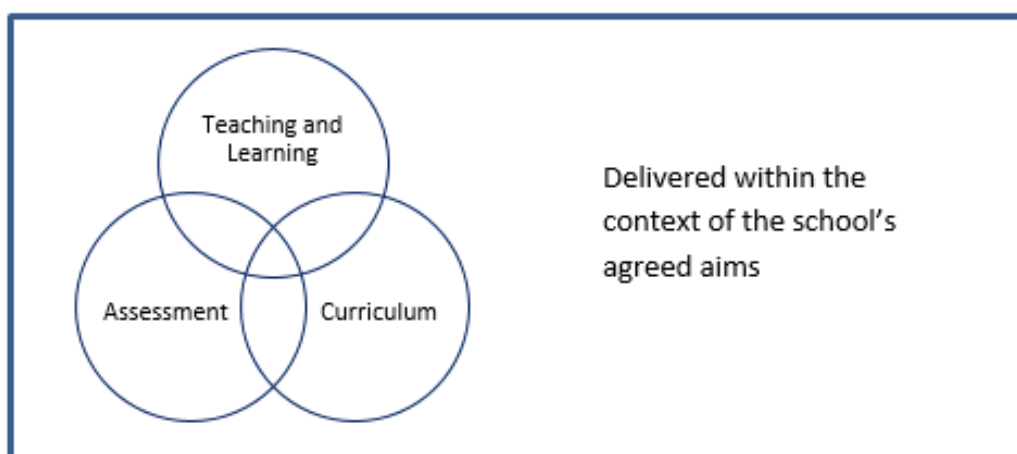 Teaching and
Learning
Assessment
Curriculum
Delivered within the
context of the school’s
agreed aims